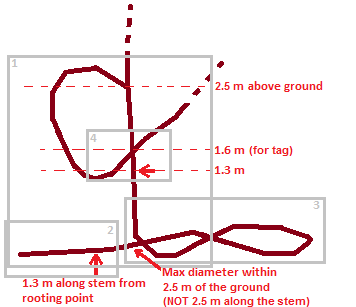 1
2.5 m above ground
4
1.6 m (for tag)
1.3 m
3
2
1.3 m along stem from
rooting point
Max diameter within
2.5 m of the ground
(NOT 2.5 m along the stem)